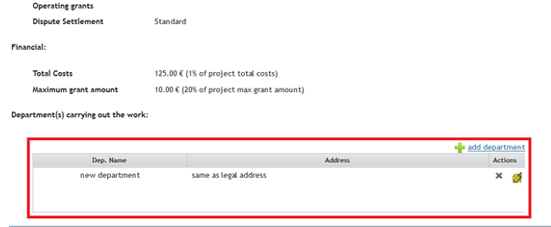 Operating grants
Dispute Settlement Standard
Financial:
Total Costs 125.00 € (1% of project total costs)
Maximum grant amount 10.00 € (20% of project max grant amount)
Department(s) carrying out the work:
add department
Dep. Name Address Actions
new department same as legal address